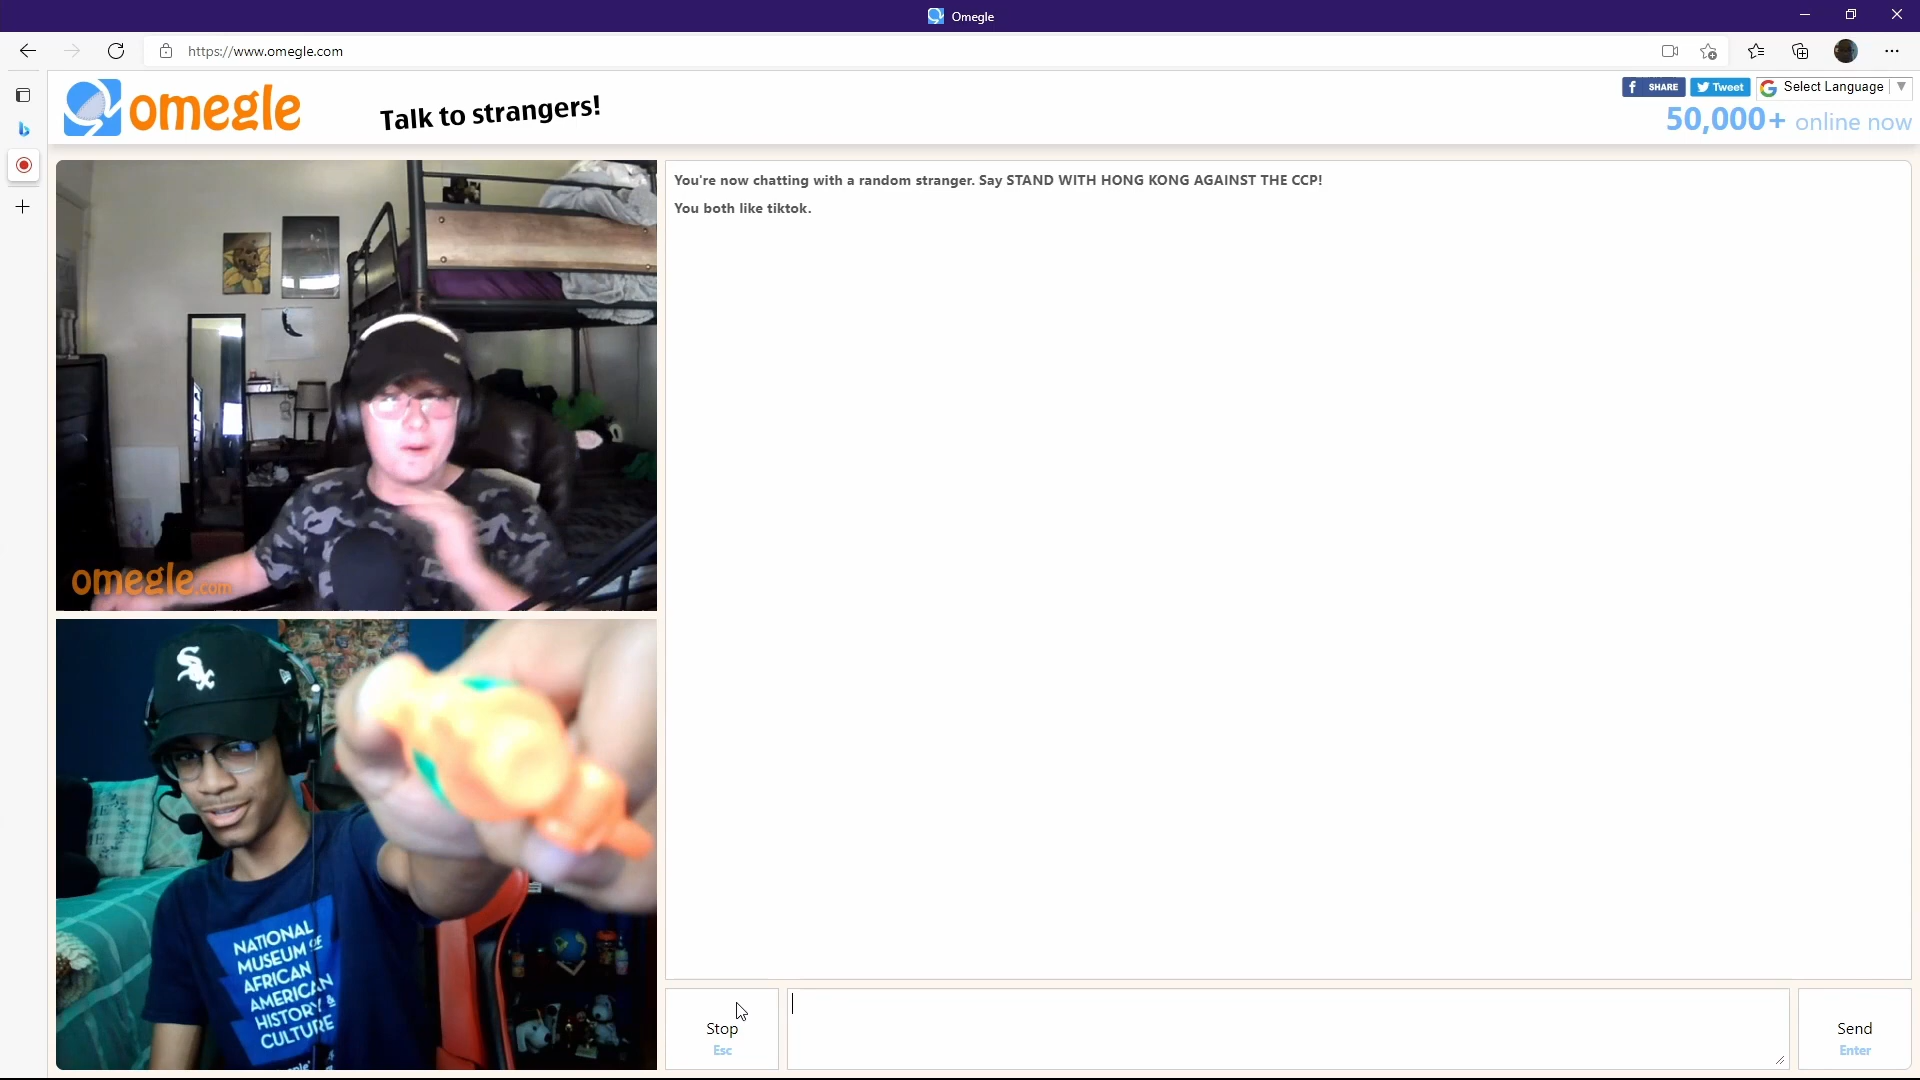 Omegle
https://www.omegle.com
omegle
Talk to strangers!
f SHARE
Tweet
Select Language
50,000+ online now
You're now chatting with a random stranger. Say STAND WITH HONG KONG AGAINST THE CCP!
You both like tiktok.
omegle.com
Sox
NATIONAL
MUSEUM OF
AFRICAN
AMERICAN
HISTORY &
CULTURE
Stop
Esc
Send
Enter